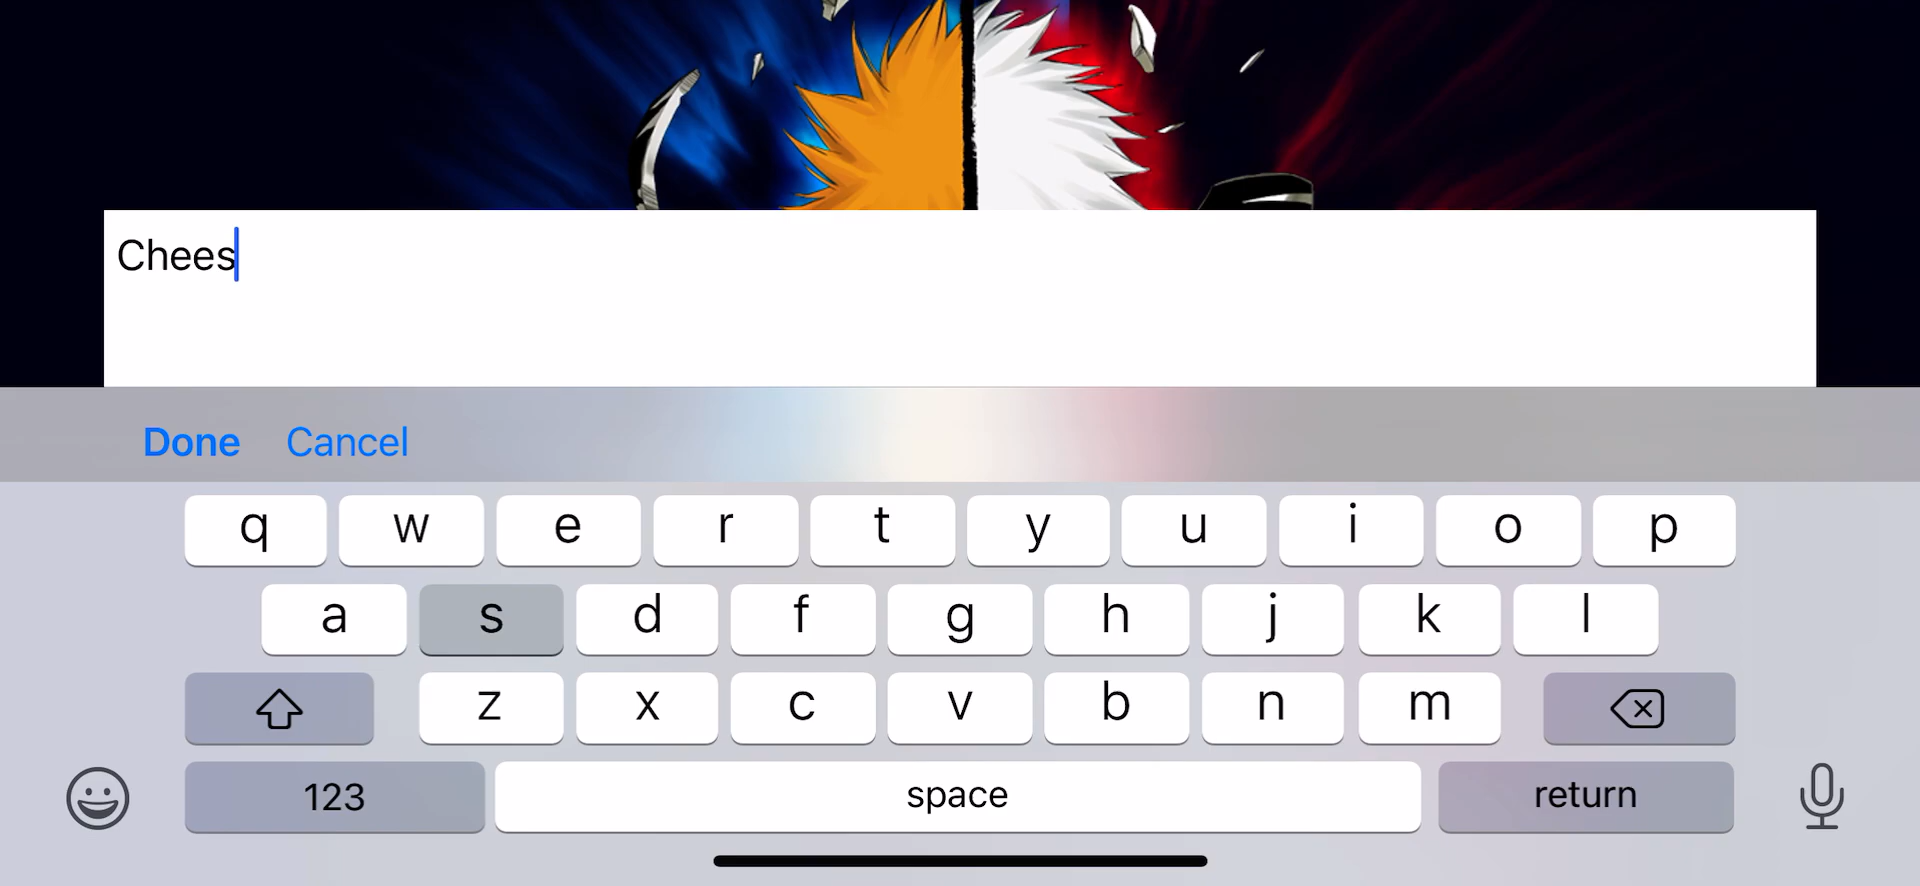 Chees
Done Cancel
q w e r t y u i o p
a s d f g h j k l
z x c v b n m
123 space return